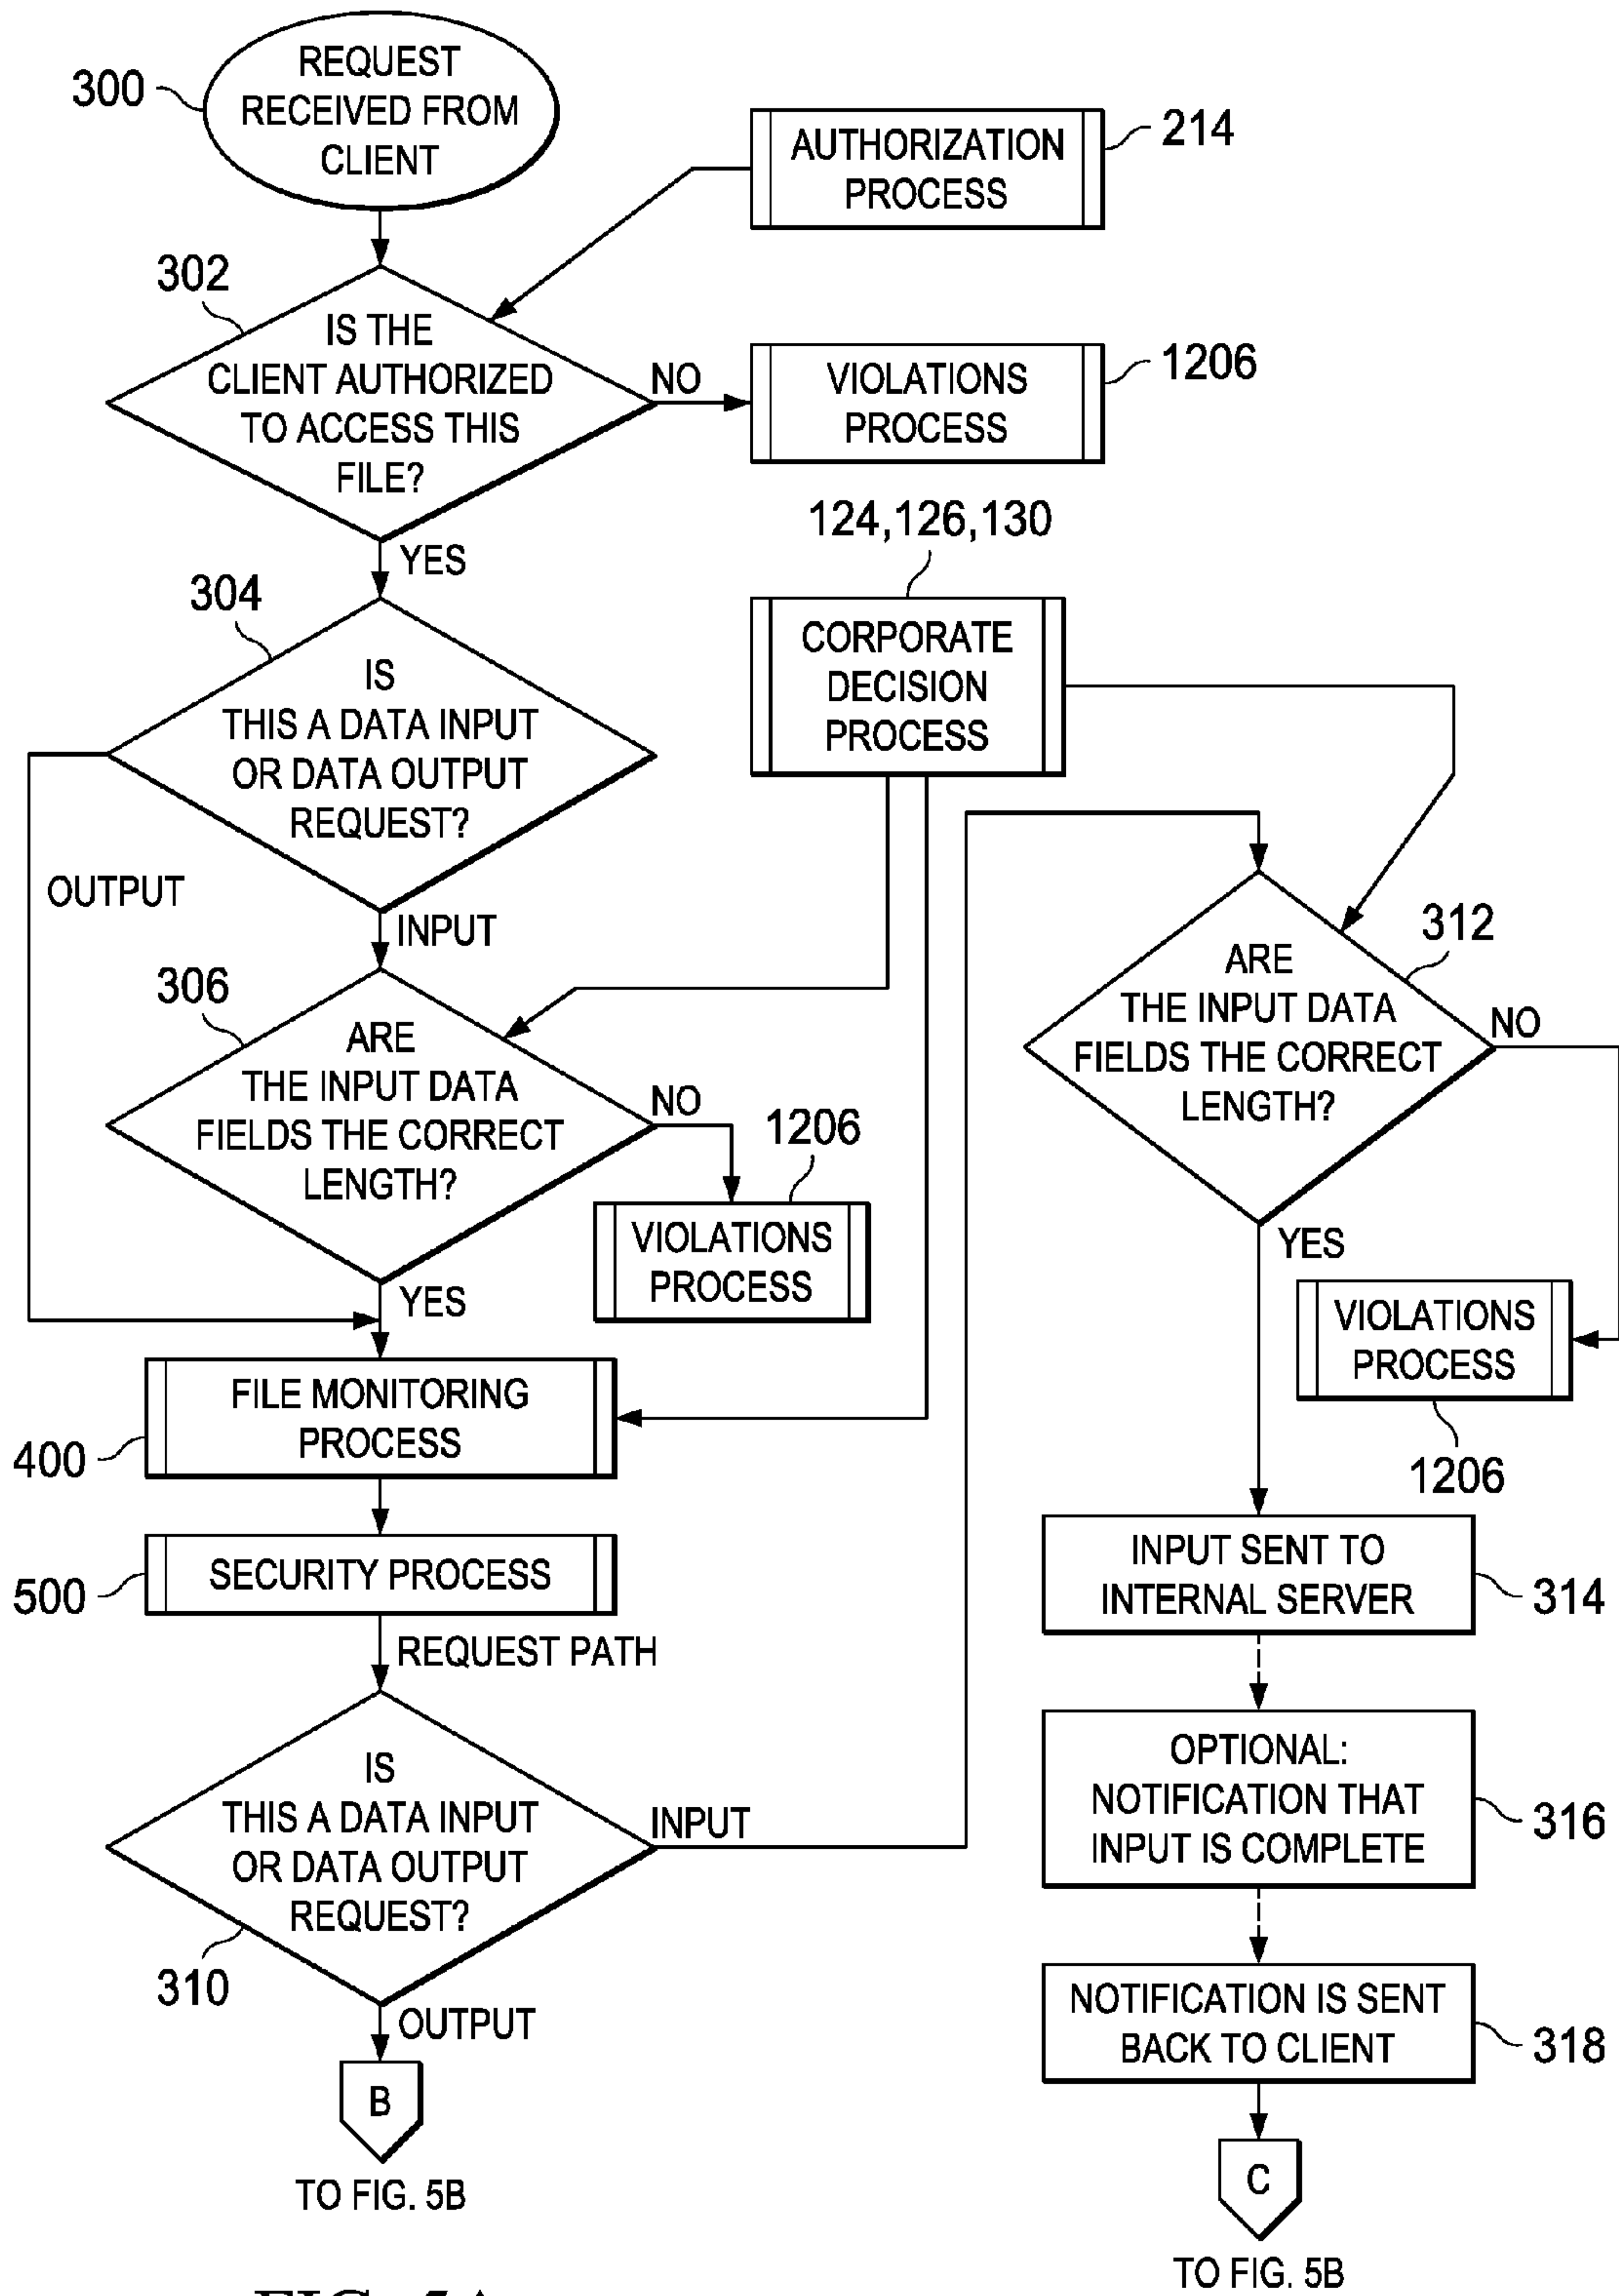 300
REQUEST
RECEIVED FROM
CLIENT
AUTHORIZATION
PROCESS
214
302
IS THE
CLIENT AUTHORIZED
TO ACCESS THIS
FILE?
NO
VIOLATIONS
PROCESS
1206
YES
124,126,130
CORPORATE
DECISION
PROCESS
304
IS
THIS A DATA INPUT
OR DATA OUTPUT
REQUEST?
OUTPUT
INPUT
306
ARE
THE INPUT DATA
FIELDS THE CORRECT
LENGTH?
NO
1206
VIOLATIONS
PROCESS
YES
FILE MONITORING
PROCESS
400
SECURITY PROCESS
500
REQUEST PATH
IS
THIS A DATA INPUT
OR DATA OUTPUT
REQUEST?
INPUT
310
OUTPUT
B
TO FIG. 5B
312
ARE
THE INPUT DATA
FIELDS THE CORRECT
LENGTH?
NO
YES
VIOLATIONS
PROCESS
1206
INPUT SENT TO
INTERNAL SERVER
314
OPTIONAL:
NOTIFICATION THAT
INPUT IS COMPLETE
316
NOTIFICATION IS SENT
BACK TO CLIENT
318
C
TO FIG. 5B